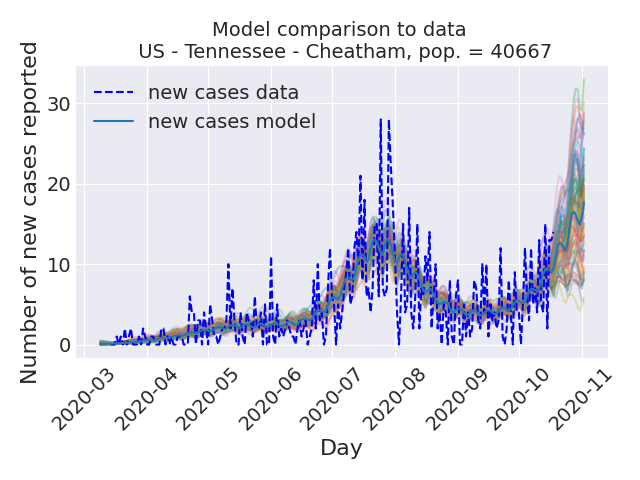 Model comparison to data
US - Tennessee - Cheatham, pop. = 40667
Number of new cases reported
30
20
10
0
new cases data
new cases model
2020-03
2020-04
2020-05
2020-06
2020-07
2020-08
2020-09
2020-10
2020-11
Day